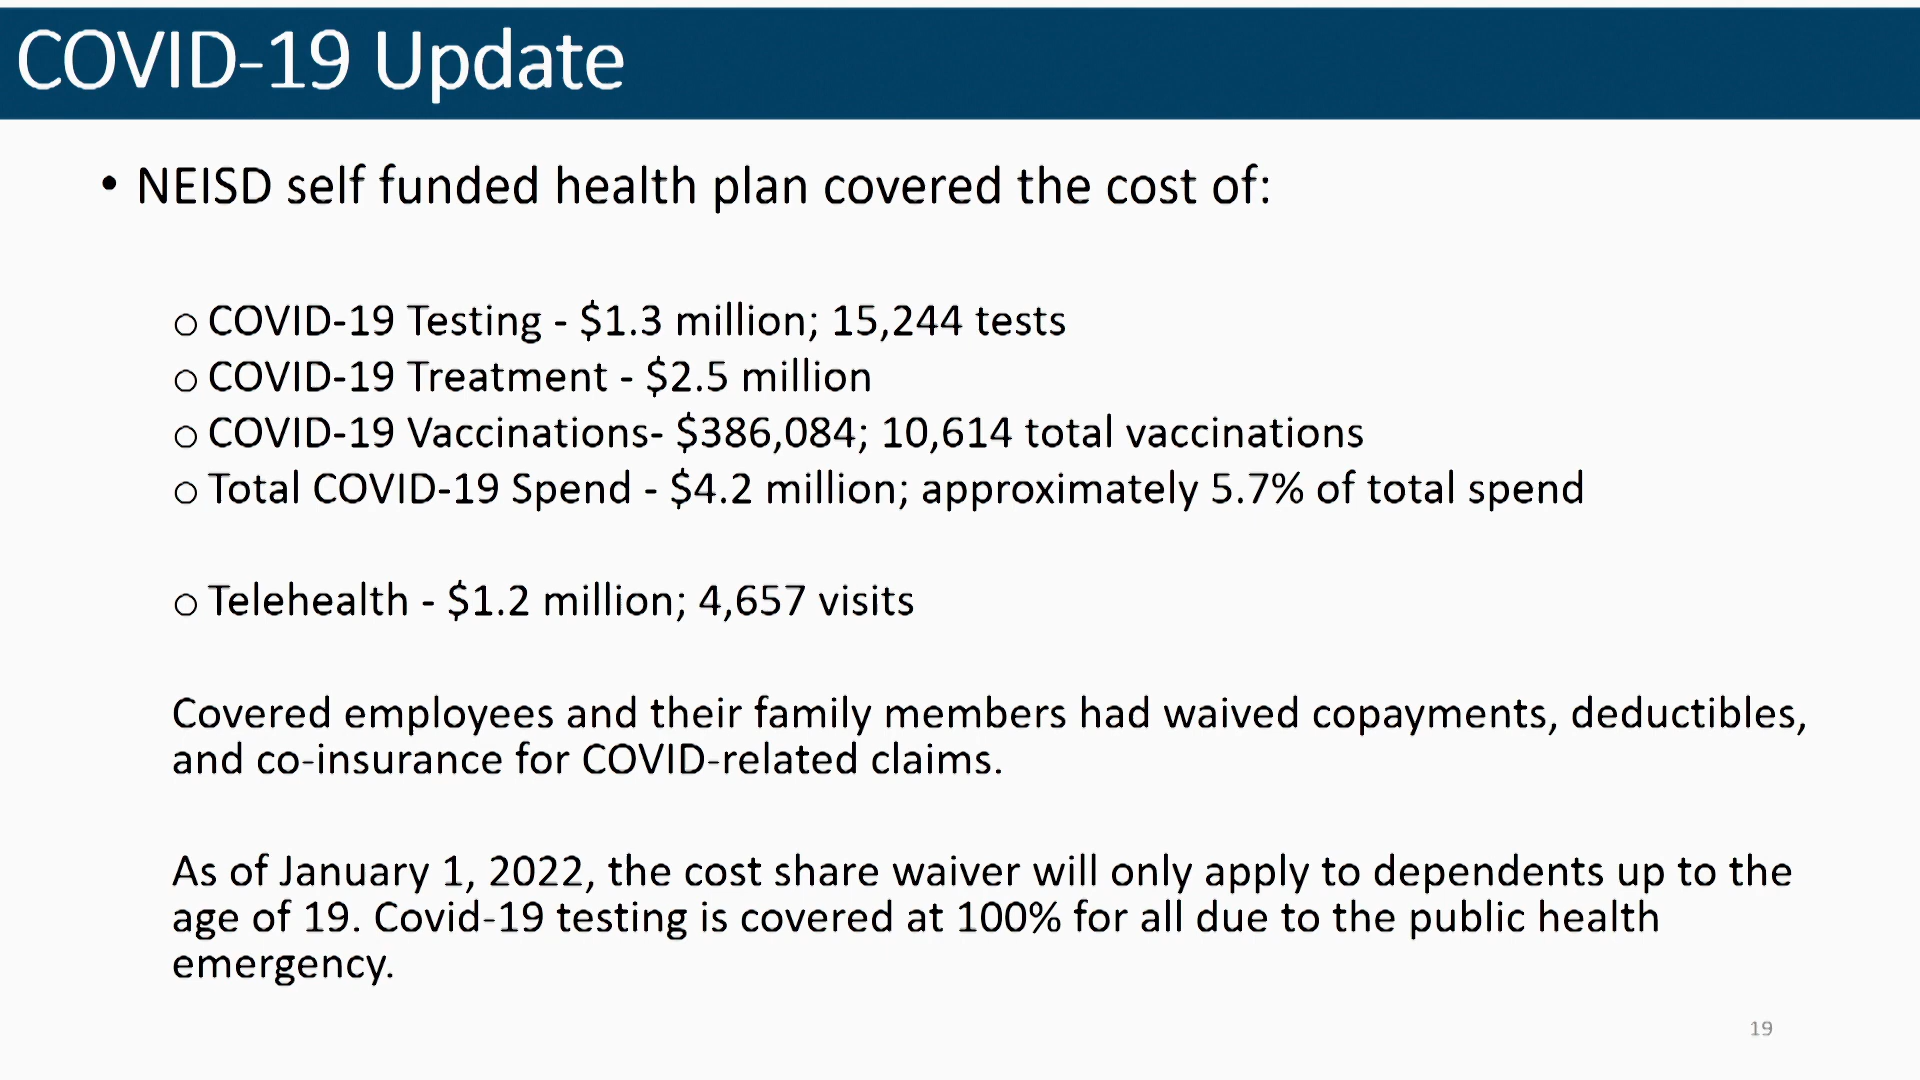 COVID-19 Update
• NEISD self funded health plan covered the cost of:
o COVID-19 Testing - $1.3 million; 15,244 tests
o COVID-19 Treatment - $2.5 million
o COVID-19 Vaccinations- $386,084; 10,614 total vaccinations
o Total COVID-19 Spend - $4.2 million; approximately 5.7% of total spend
o Telehealth - $1.2 million; 4,657 visits
Covered employees and their family members had waived copayments, deductibles,
and co-insurance for COVID-related claims.
As of January 1, 2022, the cost share waiver will only apply to dependents up to the
age of 19. Covid-19 testing is covered at 100% for all due to the public health
emergency.
19